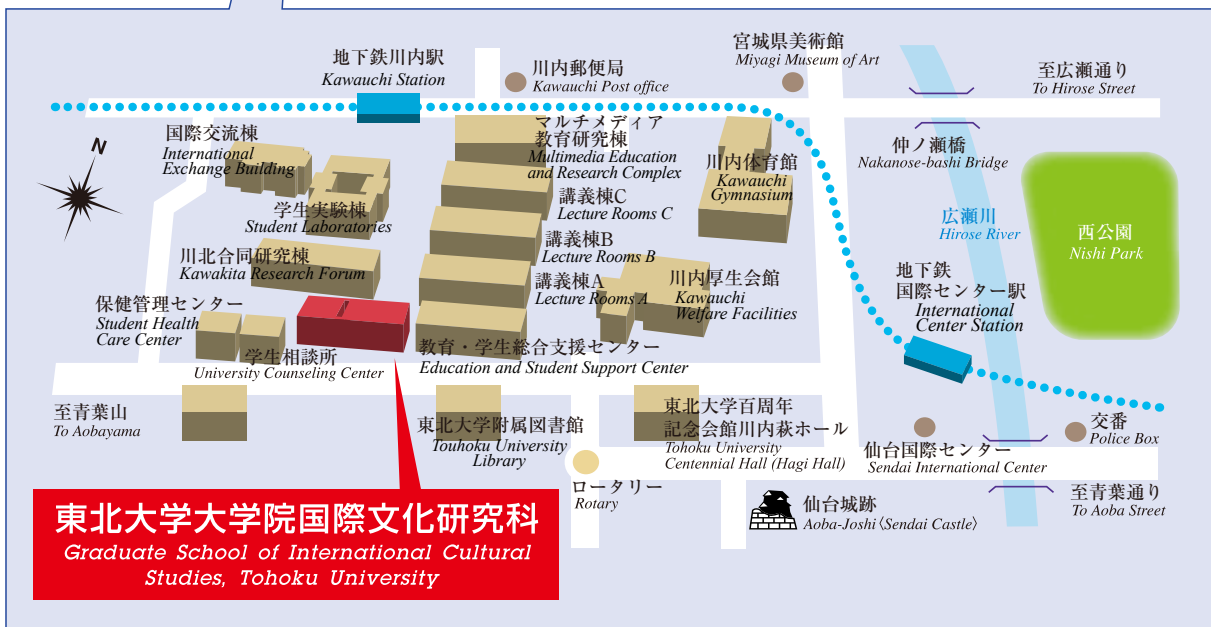 地下鉄川内駅
Kawauchi Station
川内郵便局
Kawauchi Post office
宮城県美術館
Miyagi Museum of Art
至広瀬通り
To Hirose Street
N
国際交流棟
International
Exchange Building
マルチメディア
教育研究棟
Multimedia Education
and Research Complex
川内体育館
Kawauchi
Gymnasium
仲ノ瀬橋
Nakanose-bashi Bridge
学生実験棟
Student Laboratories
講義棟C
Lecture Rooms C
広瀬川
Hirose River
西公園
Nishi Park
川北合同研究棟
Kawakita Research Forum
講義棟B
Lecture Rooms B
講義棟A
Lecture Rooms A
川内厚生会館
Kawauchi
Welfare Facilities
地下鉄
国際センター駅
International
Center Station
保健管理センター
Student Health
Care Center
学生相談所
University Counseling Center
教育・学生総合支援センター
Education and Student Support Center
至青葉山
To Aobayama
東北大学附属図書館
Touhoku University
Library
東北大学百周年
記念会館川内萩ホール
Tohoku University
Centennial Hall (Hagi Hall)
仙台国際センター
Sendai International Center
交番
Police Box
ロータリー
Rotary
仙台城跡
Aoba-Joshi〈Sendai Castle〉
至青葉通り
To Aoba Street
東北大学大学院国際文化研究科
Graduate School of International Cultural
Studies, Tohoku University